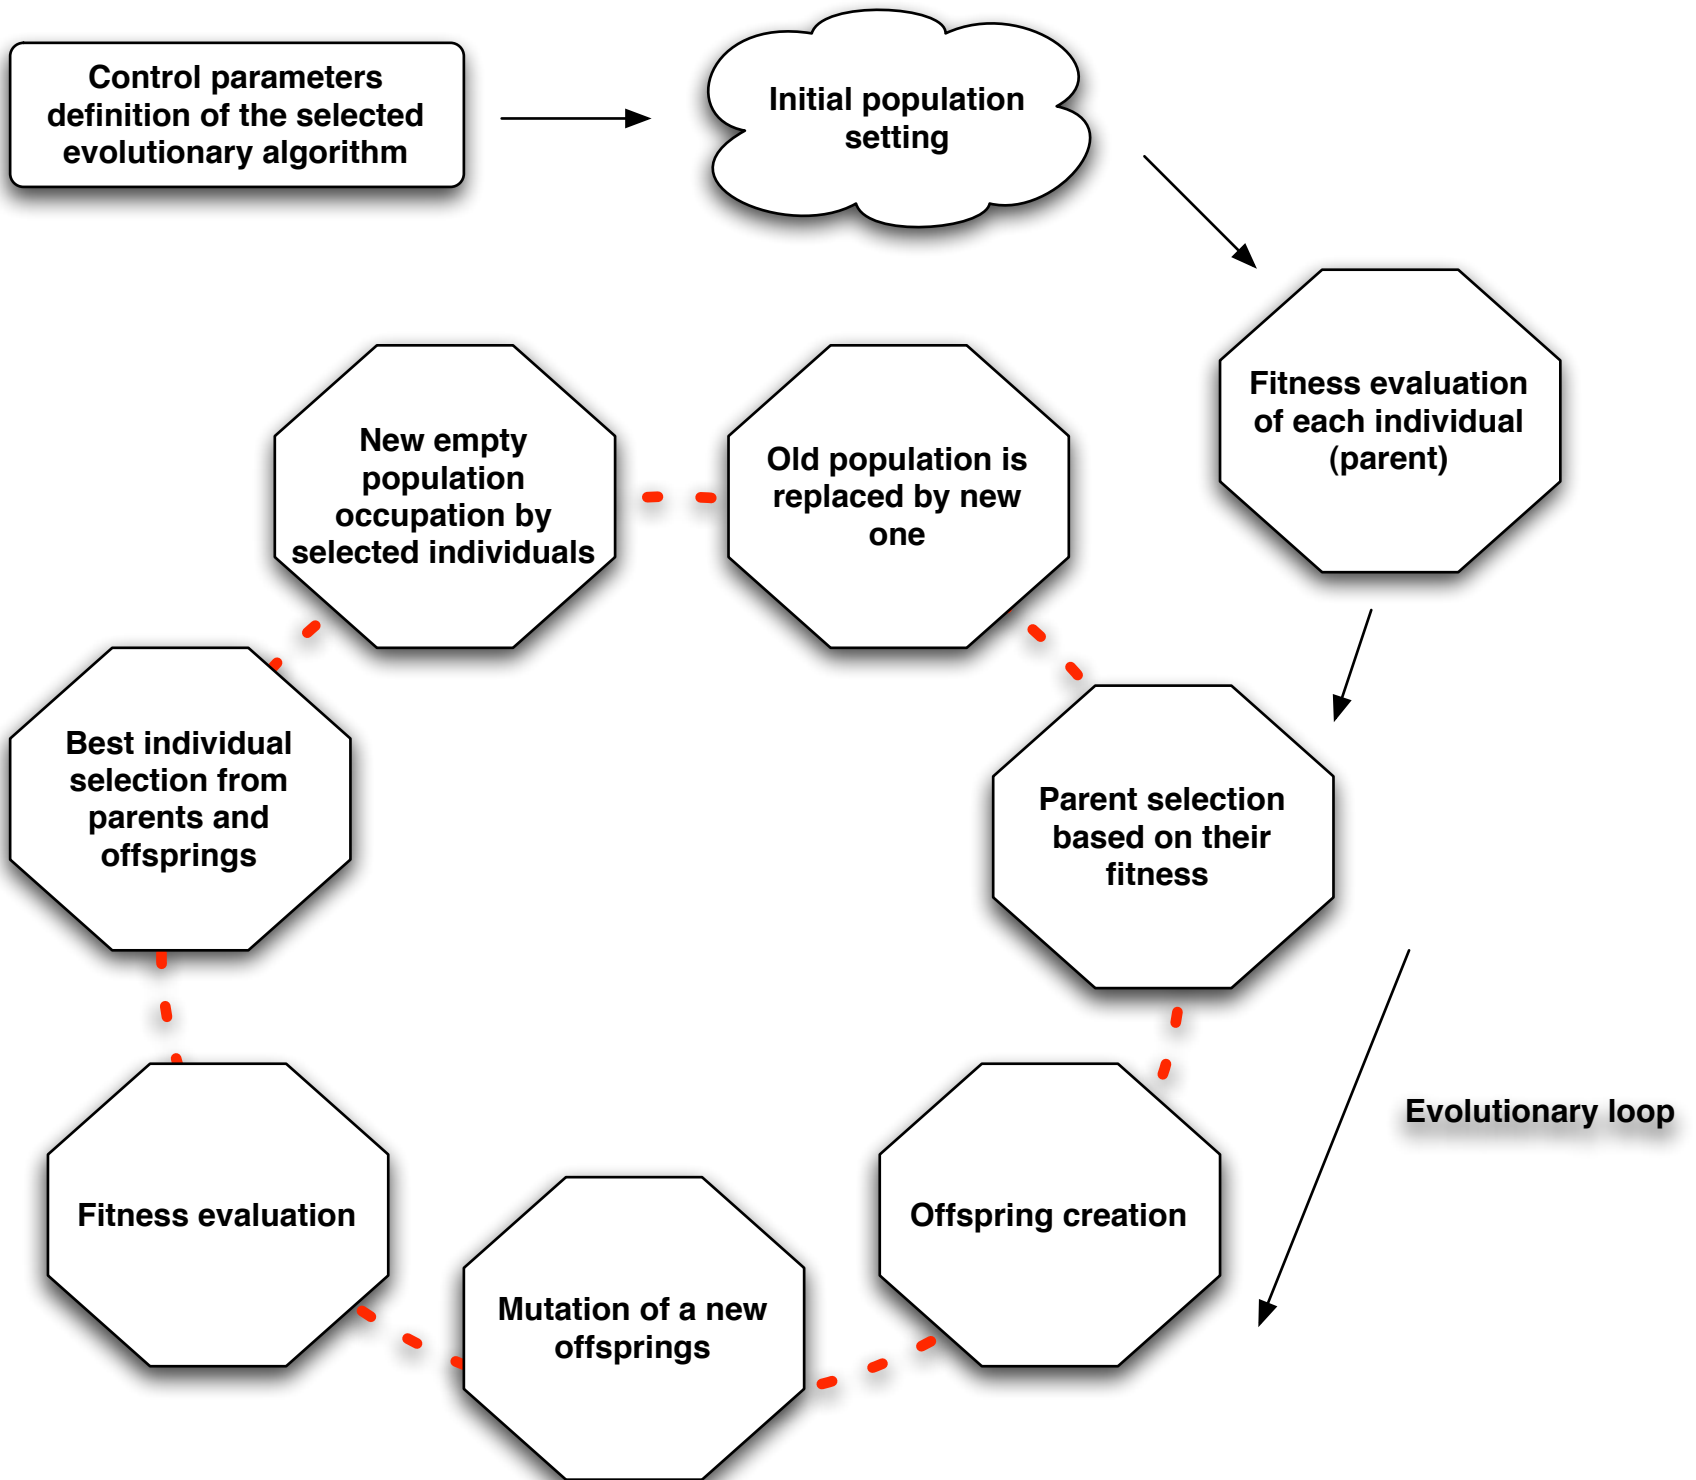 Control parameters
definition of the selected
evolutionary algorithm
Initial population
setting
Fitness evaluation
of each individual
(parent)
New empty
population
occupation by
selected individuals
Old population is
replaced by new
one
Best individual
selection from
parents and
offsprings
Parent selection
based on their
fitness
Evolutionary loop
Fitness evaluation
Offspring creation
Mutation of a new
offsprings